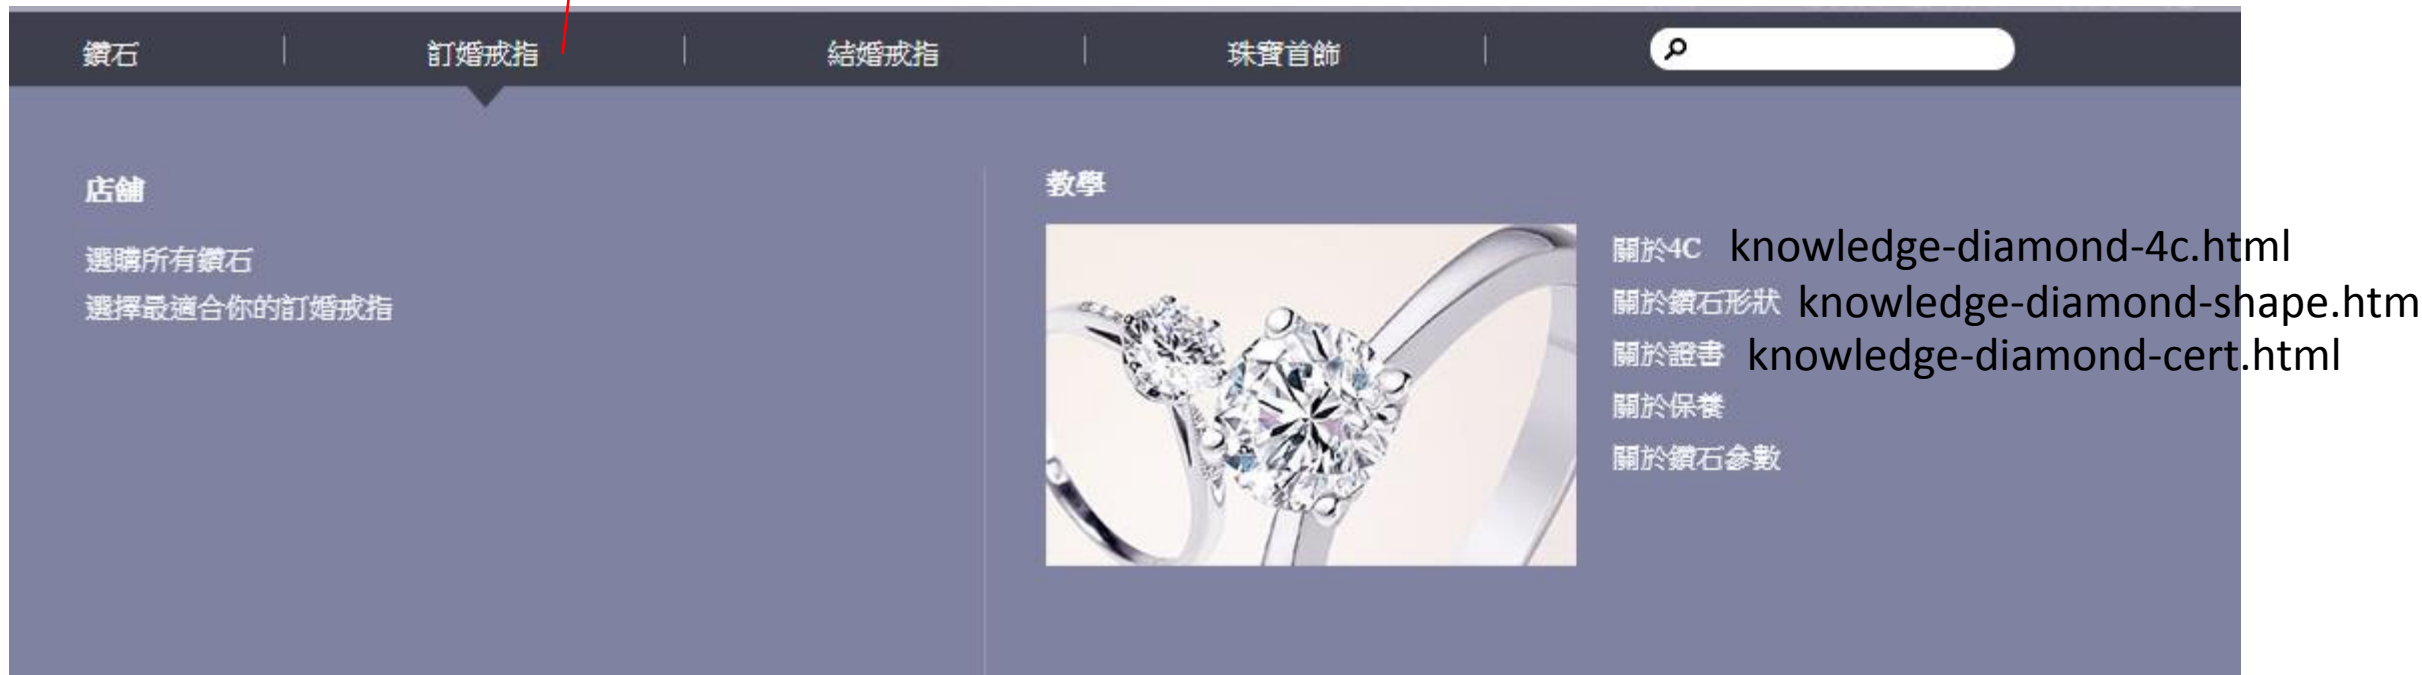 鑽石 訂婚戒指 結婚戒指 珠寶首飾
店舖
選購所有鑽石
選擇最適合你的訂婚戒指
教學
關於4C knowledge-diamond-4c.html
關於鑽石形狀 knowledge-diamond-shape.htm
關於證書 knowledge-diamond-cert.html
關於保養
關於鑽石參數